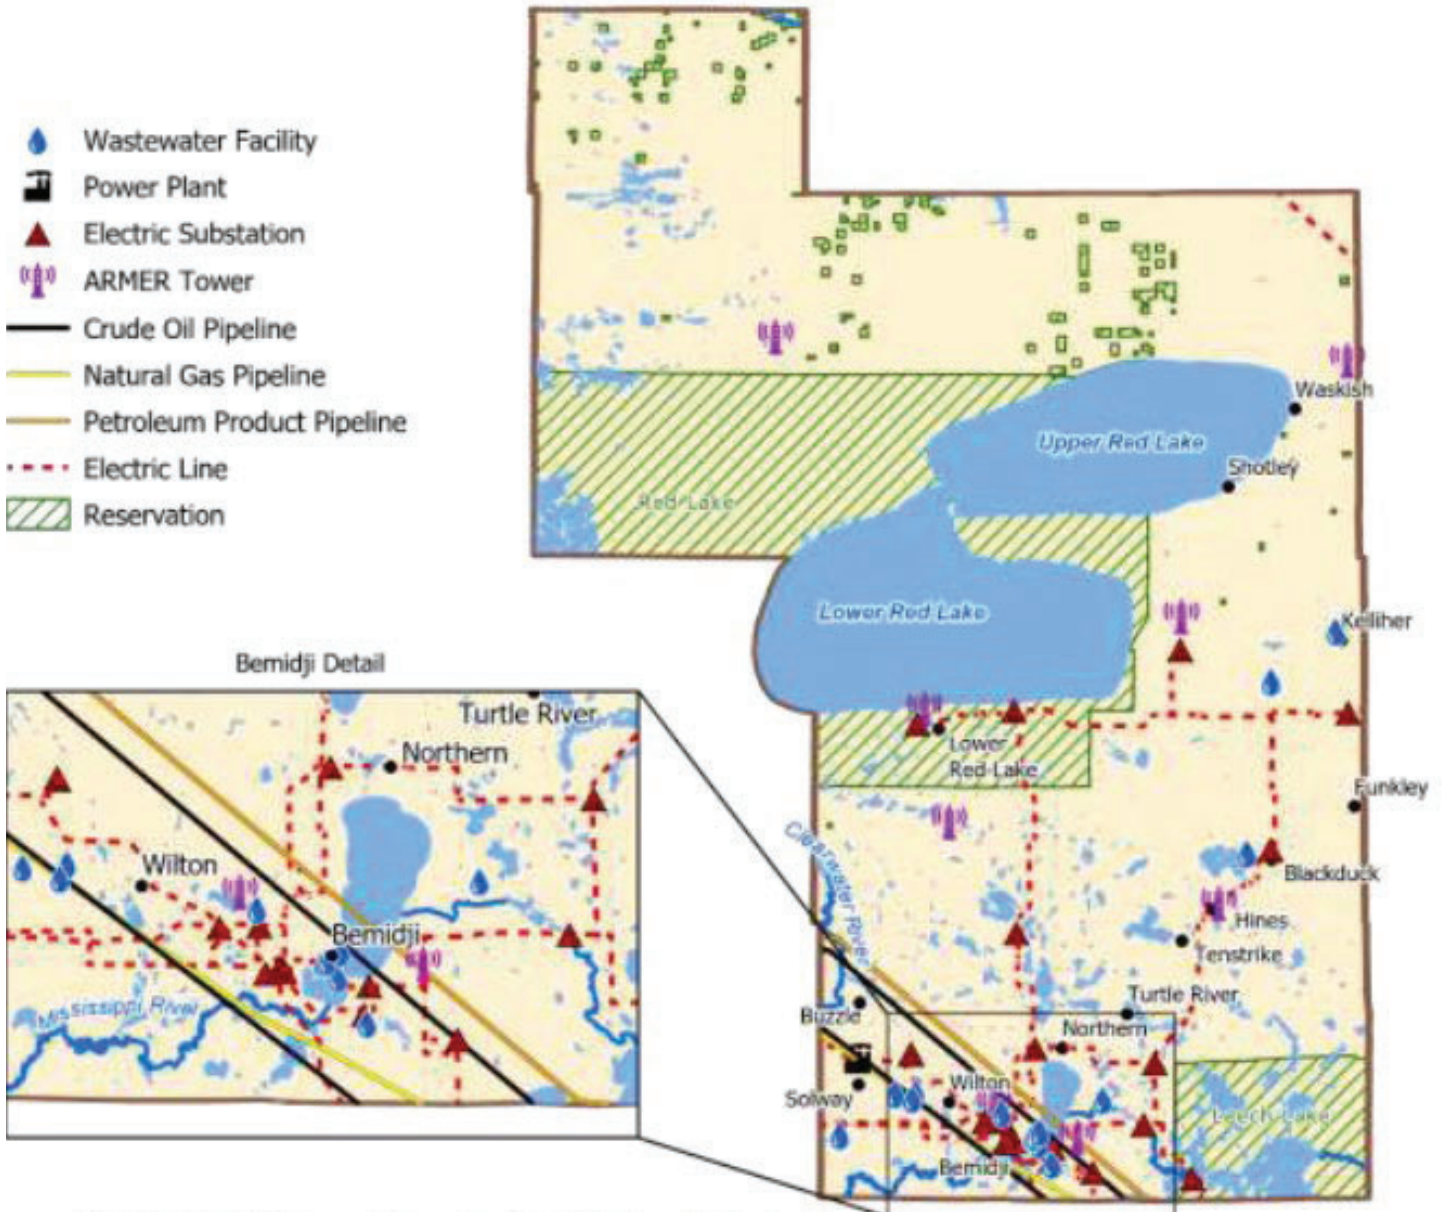 Wastewater Facility
Power Plant
Electric Substation
ARMER Tower
Crude Oil Pipeline
Natural Gas Pipeline
Petroleum Product Pipeline
Electric Line
Reservation
Waskish
Upper Red Lake
Shotley
Red Lake
Lower Red Lake
Kelliher
Lower
Red Lake
Funkley
Clearwater River
Blackduck
Hines
Tenstrike
Turtle River
Buzzle
Northern
Wilton
Solway
Leech Lake
Bemidji
Bemidji Detail
Turtle River
Northern
Wilton
Bemidji
Mississippi River